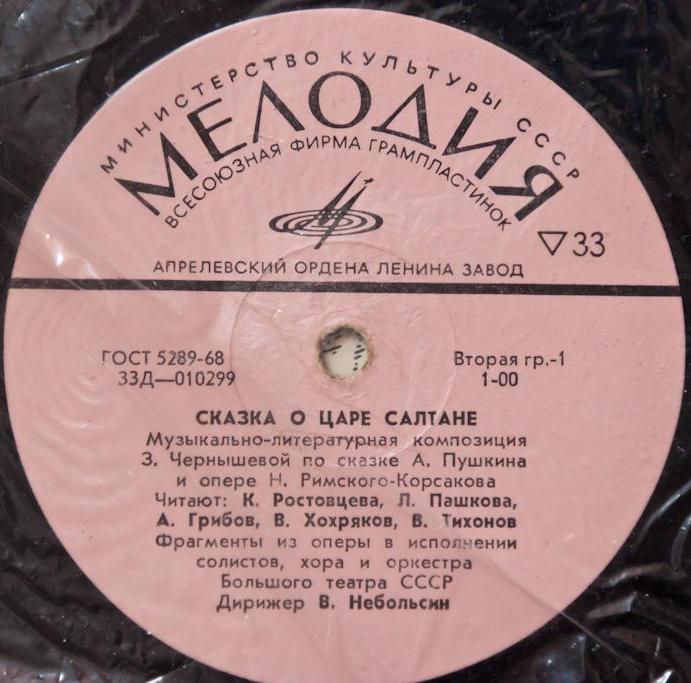 МИНИСТЕРСТВО КУЛЬТУРЫ СССР
МЕЛОДИЯ
ВСЕСОЮЗНАЯ ФИРМА ГРАМПЛАСТИНОК
▽33
АПРЕЛЕВСКИЙ ОРДЕНА ЛЕНИНА ЗАВОД
ГОСТ 5289-68
33Д—010299
Вторая гр.-1
1-00
СКАЗКА О ЦАРЕ САЛТАНЕ
Музыкально-литературная композиция
З. Чернышевой по сказке А. Пушкина
и опере Н. Римского-Корсакова
Читают: К. Ростовцева, Л. Пашкова,
А. Грибов, В. Хохряков, В. Тихонов
Фрагменты из оперы в исполнении
солистов, хора и оркестра
Большого театра СССР
Дирижер В. Небольсин